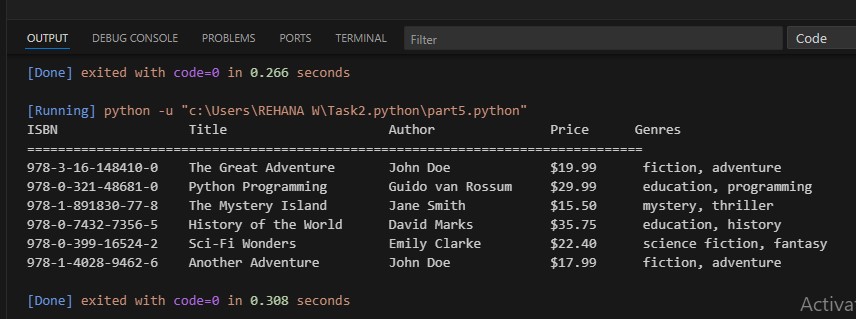 OUTPUT DEBUG CONSOLE PROBLEMS PORTS TERMINAL Filter Code
[Done] exited with code=0 in 0.266 seconds
[Running] python -u "c:\Users\REHANA W\Task2.python\part5.python"
ISBN Title Author Price Genres
================================================================================
978-3-16-148410-0 The Great Adventure John Doe $19.99 fiction, adventure
978-0-321-48681-0 Python Programming Guido van Rossum $29.99 education, programming
978-1-891830-77-8 The Mystery Island Jane Smith $15.50 mystery, thriller
978-0-7432-7356-5 History of the World David Marks $35.75 education, history
978-0-399-16524-2 Sci-Fi Wonders Emily Clarke $22.40 science fiction, fantasy
978-1-4028-9462-6 Another Adventure John Doe $17.99 fiction, adventure
[Done] exited with code=0 in 0.308 seconds
Activa